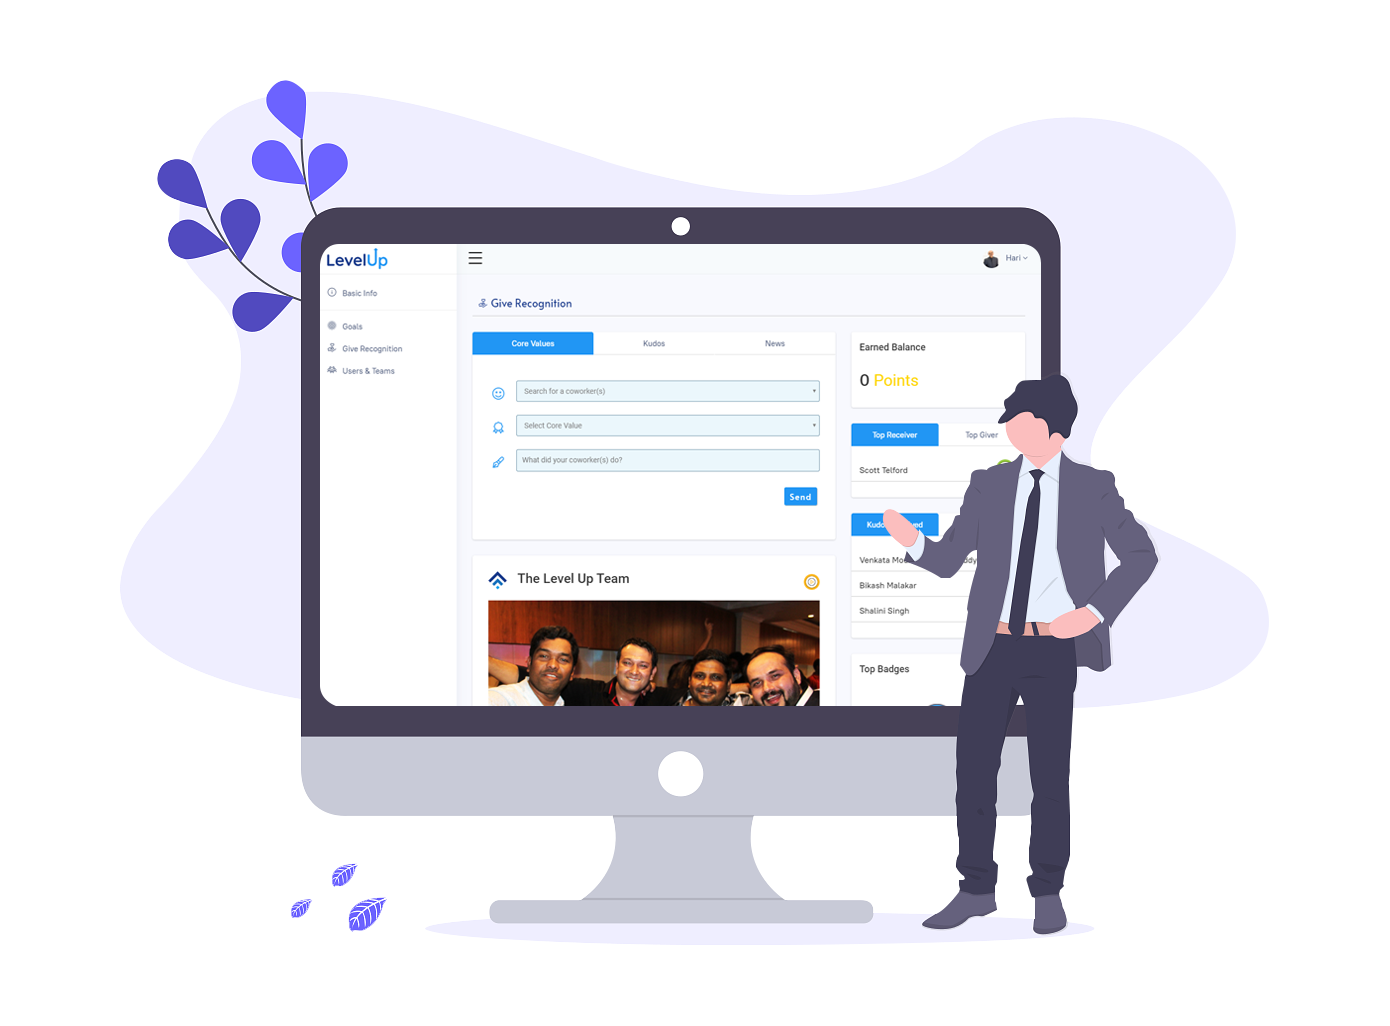 LevelUp
Hari
Basic Info
Goals
Give Recognition
Users & Teams
Give Recognition
Core Values Kudos News
Search for a coworker(s)
Select Core Value
What did your coworker(s) do?
Send
The Level Up Team
Earned Balance
0 Points
Top Receiver Top Giver
Scott Telford
Venkata
Bikash Malakar
Shalini Singh
Top Badges